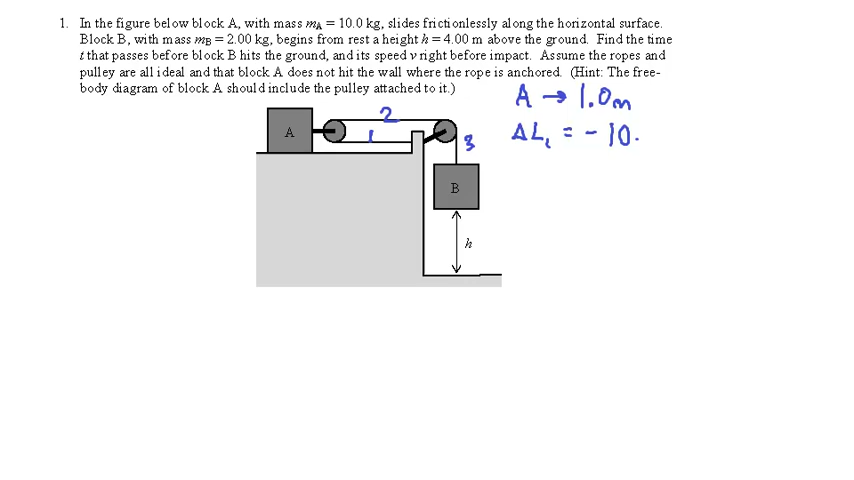 1. In the figure below block A, with mass mA = 10.0 kg, slides frictionlessly along the horizontal surface.
Block B, with mass mB = 2.00 kg, begins from rest a height h = 4.00 m above the ground. Find the time
t that passes before block B hits the ground, and its speed v right before impact. Assume the ropes and
pulley are all ideal and that block A does not hit the wall where the rope is anchored. (Hint: The free-
body diagram of block A should include the pulley attached to it.)
A → 1.0m
ΔL₁ = - 10.
2
A
1
3
B
h